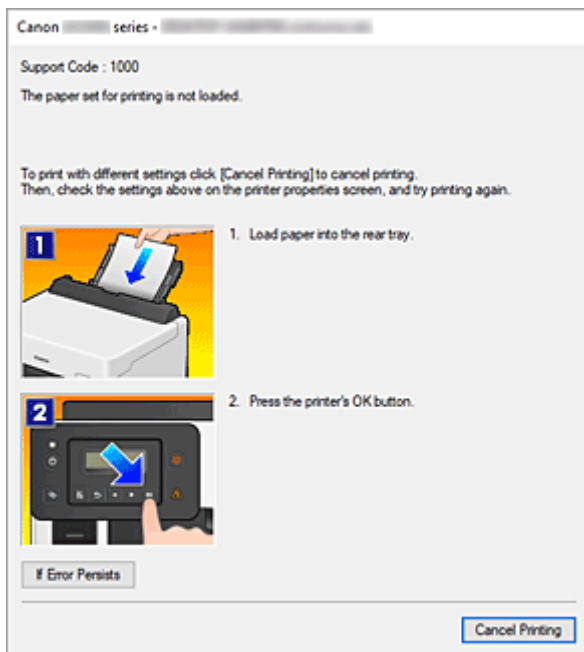 Canon series -
Support Code : 1000
The paper set for printing is not loaded.
To print with different settings click [Cancel Printing] to cancel printing.
Then, check the settings above on the printer properties screen, and try printing again.
1
1. Load paper into the rear tray.
2
2. Press the printer's OK button.
If Error Persists
Cancel Printing